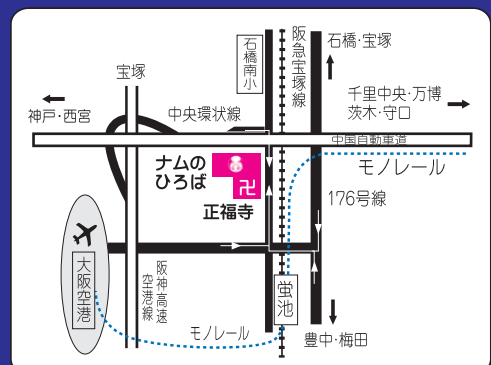 石橋南小
阪急宝塚線
石橋・宝塚
宝塚
千里中央・万博
茨木・守口
神戸・西宮
中央環状線
中国自動車道
ナムの
ひろば
モノレール
卍
正福寺
176号線
大阪空港
阪神高速
空港線
蛍池
モノレール
豊中・梅田